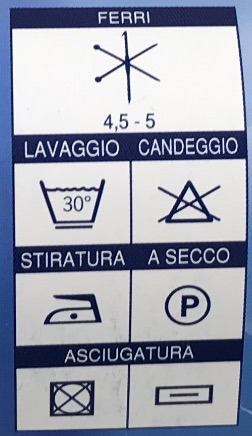 FERRI
4,5 - 5
LAVAGGIO CANDEGGIO
30°
STIRATURA A SECCO
P
ASCIUGATURA